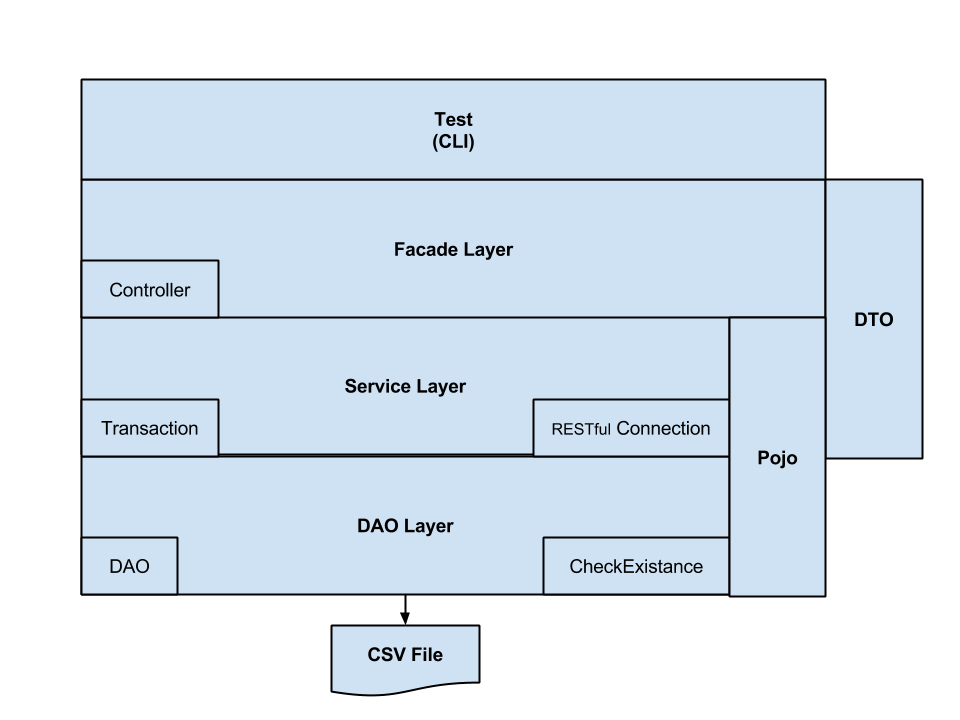 Test
(CLI)
Facade Layer
Controller
DTO
Service Layer
Transaction
RESTful Connection
Pojo
DAO Layer
DAO
CheckExistance
CSV File